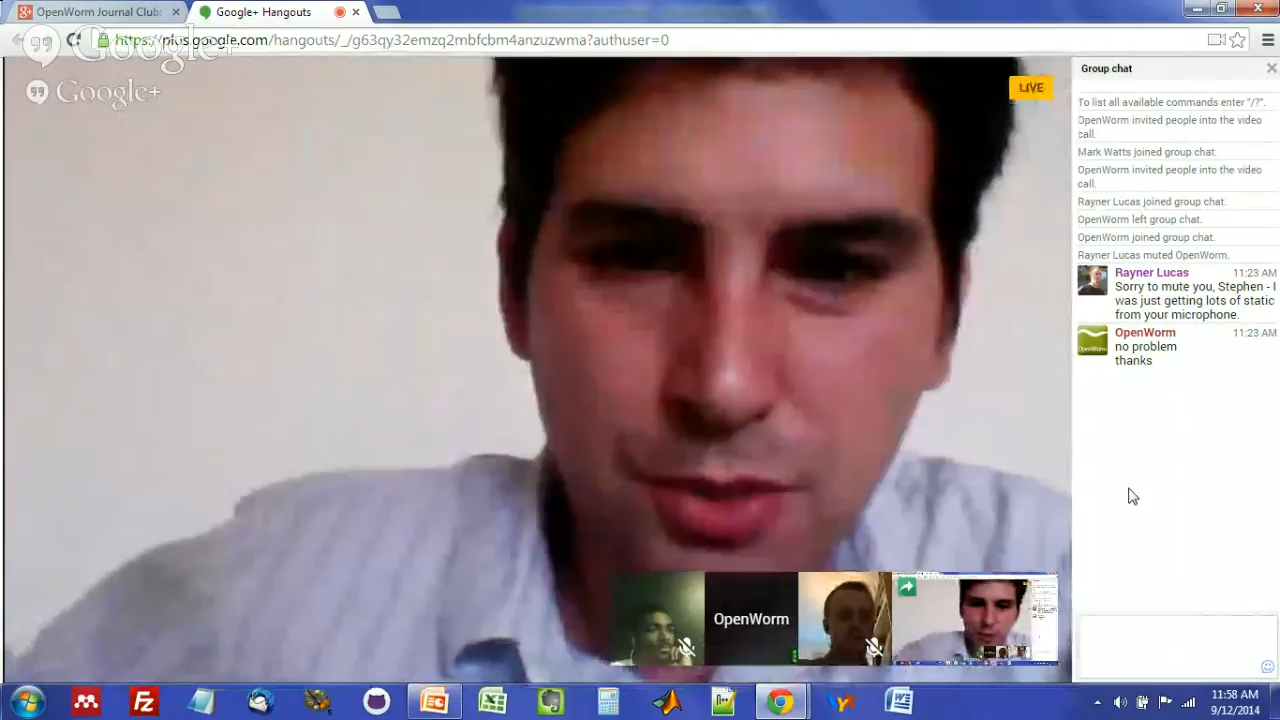 OpenWorm Journal Club:
Google+ Hangouts
https://plus.google.com/hangouts/_/g63qy32emzq2mbfcbm4anzuzwma?authuser=0
Google+
Google+
LIVE
Group chat
To list all available commands enter "/?".
OpenWorm invited people into the video
call.
Mark Watts joined group chat.
OpenWorm invited people into the video
call.
Rayner Lucas joined group chat.
OpenWorm left group chat.
OpenWorm joined group chat.
Rayner Lucas muted OpenWorm.
Rayner Lucas 11:23 AM
Sorry to mute you, Stephen - I
was just getting lots of static
from your microphone.
OpenWorm 11:23 AM
no problem
thanks
OpenWorm
OpenWorm
11:58 AM
9/12/2014